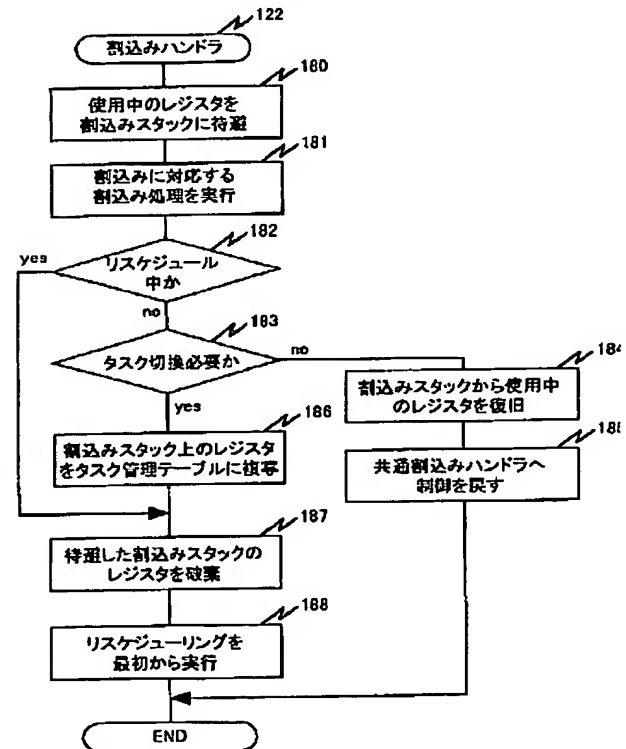 122
割込みハンドラ
180
使用中のレジスタを
割込みスタックに待避
181
割込みに対応する
割込み処理を実行
182
yes
リスケジュール
中か
no
183
タスク切換必要か
no
yes
184
割込みスタックから使用中
のレジスタを復旧
186
割込みスタック上のレジスタ
をタスク管理テーブルに複写
共通割込みハンドラへ
制御を戻す
187
待避した割込みスタックの
レジスタを破棄
188
リスケジューリングを
最初から実行
END